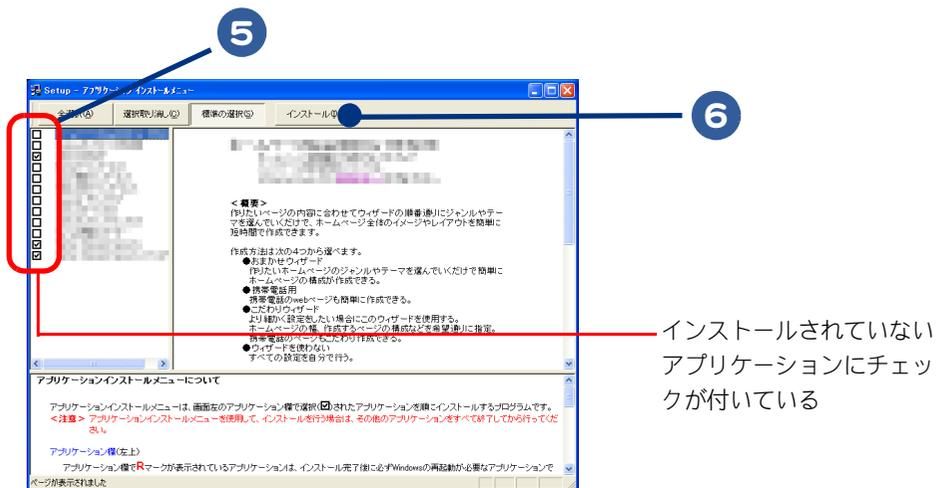 5
Setup - アプリケーションインストールメニュー
全選択(A) 選択取り消し(C) 標準の選択(S) インストール(I)
6
<概要>
作りたいページの内容に合わせてウィザードの順番通りにジャンルやテー
マを選んでいくだけで、ホームページ全体のイメージやレイアウトを簡単に
短時間で作成できます。
作成方法は次の4つから選べます。
●おまかせウィザード
作りたいホームページのジャンルやテーマを選んでいくだけで簡単に
ホームページの構成が作成できる。
●携帯電話用
携帯電話のwebページも簡単に作成できる。
●こだわりウィザード
より細かく設定をしたい場合にこのウィザードを使用する。
ホームページの幅、作成するページの構成などを希望通りに指定。
携帯電話のページもこだわり作成できる。
●ウィザードを使わない
すべての設定を自分で行う。
インストールされていない
アプリケーションにチェッ
クが付いている
アプリケーションインストールメニューについて
アプリケーションインストールメニューは、画面左のアプリケーション欄で選択(☑)されたアプリケーションを順にインストールするプログラムです。
<注意> アプリケーションインストールメニューを使用して、インストールを行う場合は、その他のアプリケーションをすべて終了してから行ってくだ
さい。
アプリケーション欄(左上)
アプリケーション欄でRマークが表示されているアプリケーションは、インストール完了後に必ずWindowsの再起動が必要なアプリケーションで
ページが表示されました